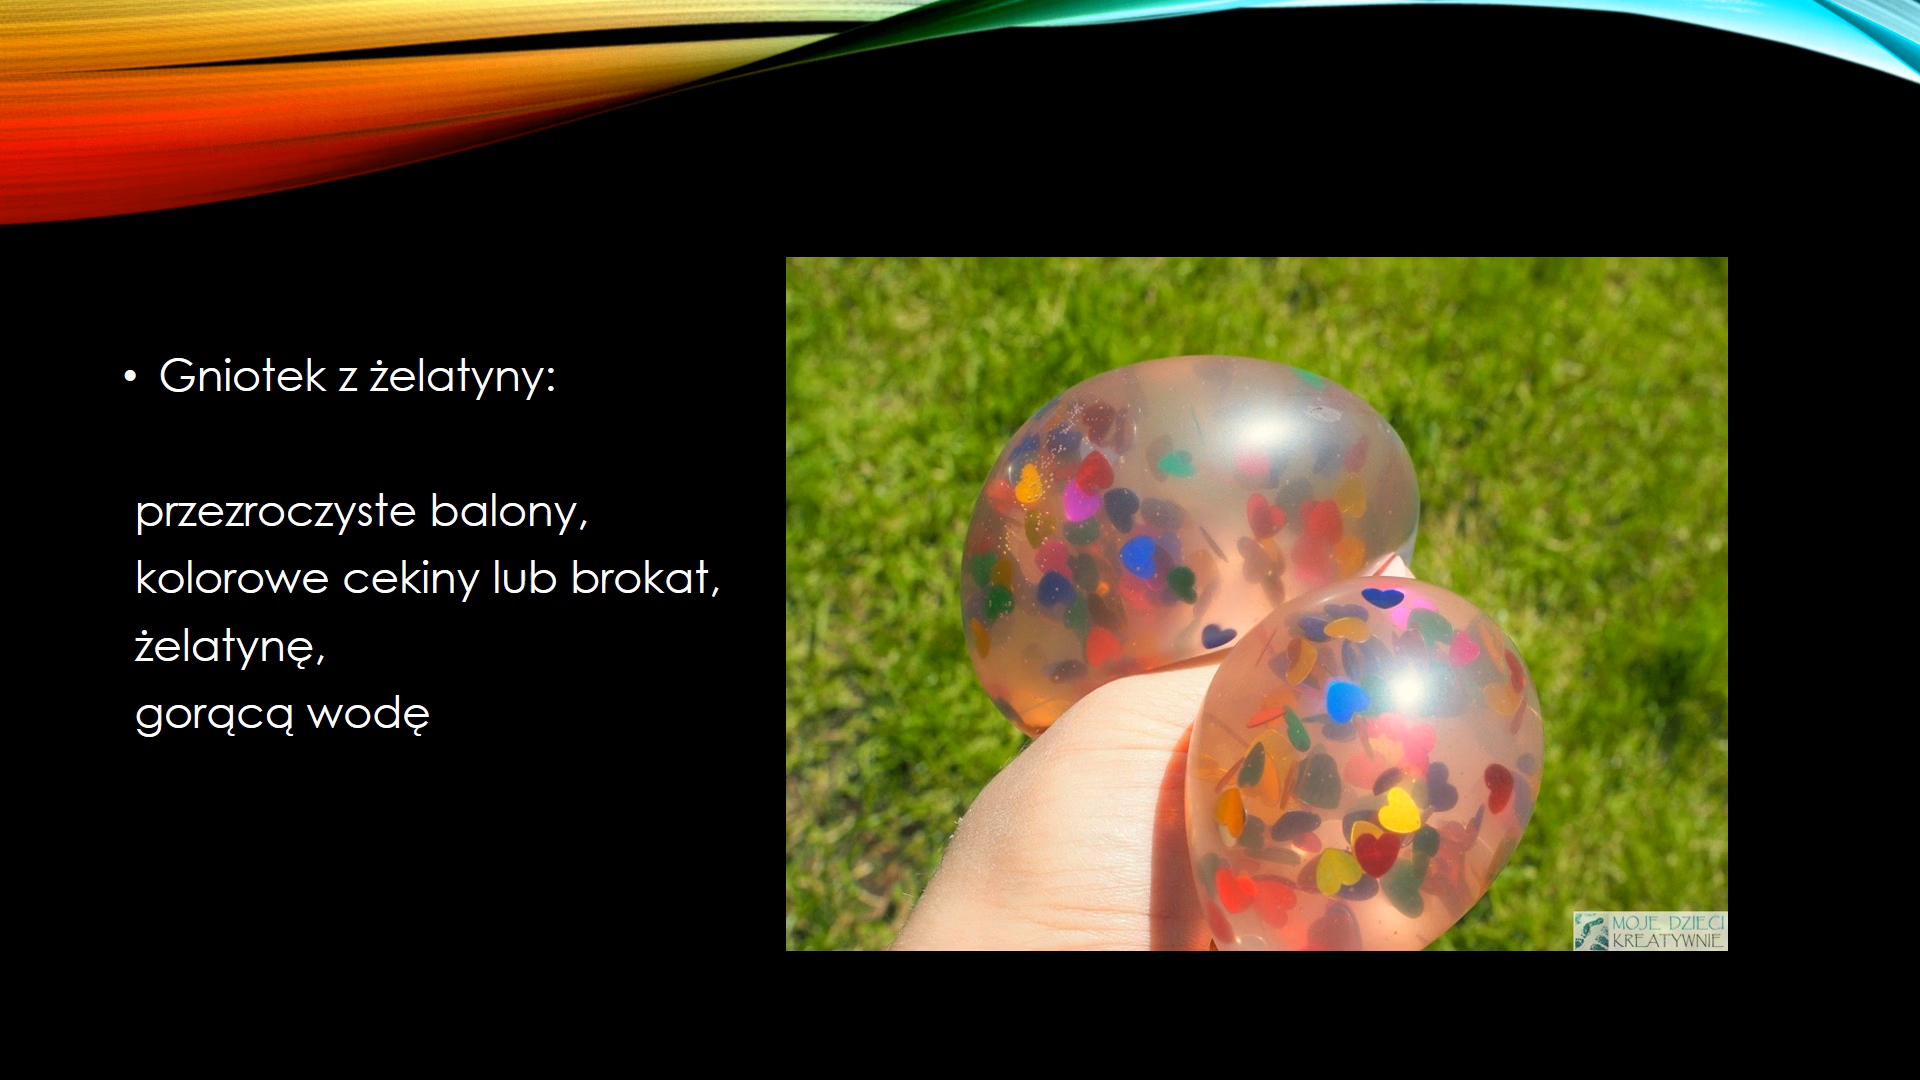 • Gniotek z żelatyny:
przezroczyste balony,
kolorowe cekiny lub brokat,
żelatynę,
gorącą wodę
MOJE DZIECI
KREATYWNIE